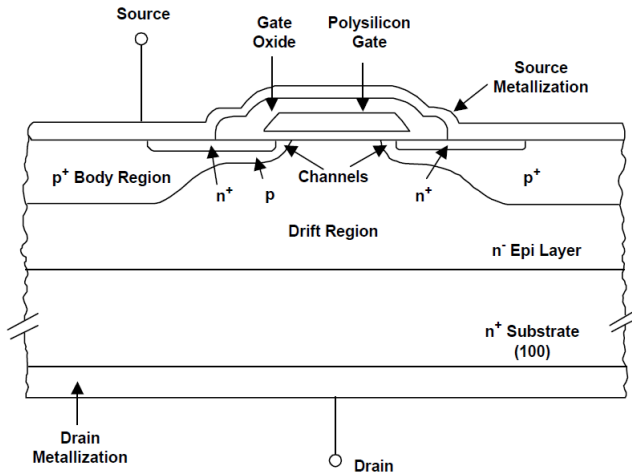 Source
Gate
Oxide
Polysilicon
Gate
Source
Metallization
p+ Body Region
n+
p
Channels
n+
p+
Drift Region
n- Epi Layer
n+ Substrate
(100)
Drain
Metallization
Drain